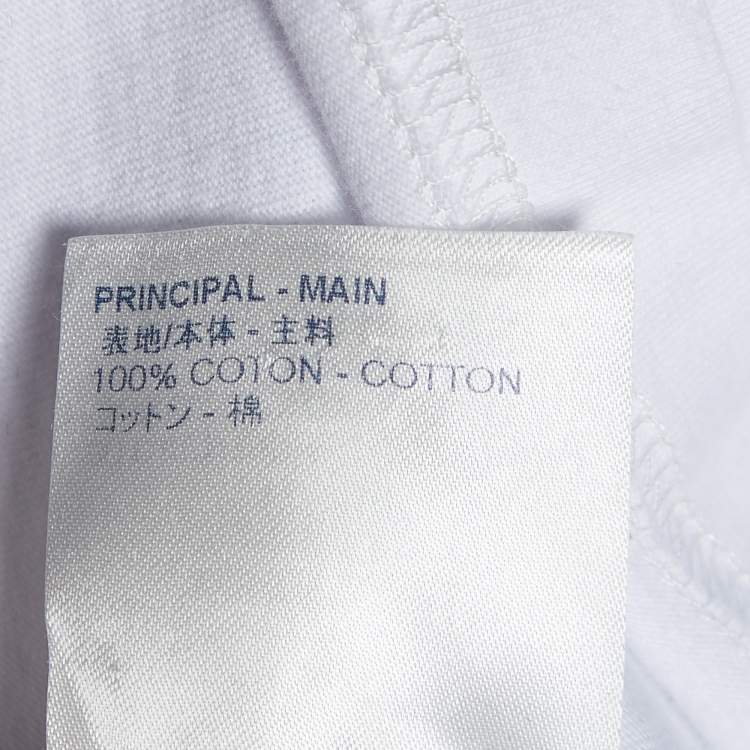 PRINCIPAL - MAIN
表地/本体 - 主料
100% COTON - COTTON
コットン - 棉